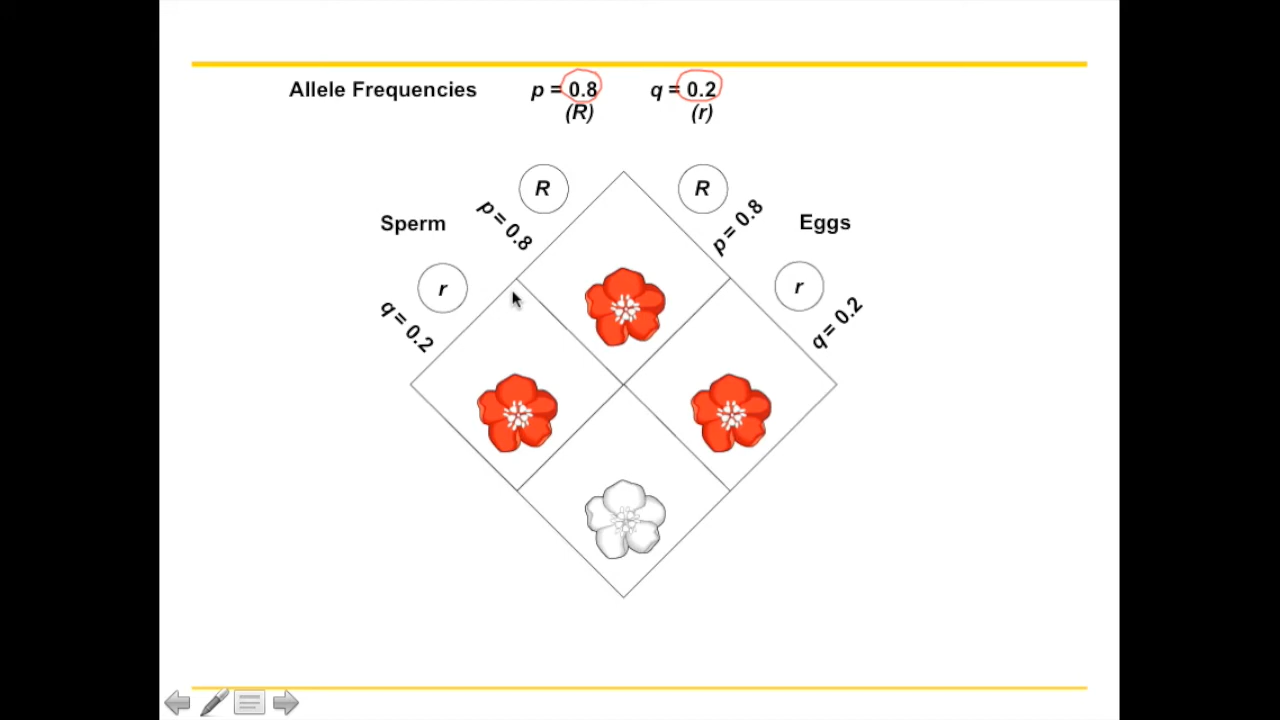 Allele Frequencies p = 0.8 q = 0.2
(R) (r)
R R
Sperm p = 0.8 p = 0.8 Eggs
r r
q = 0.2 q = 0.2